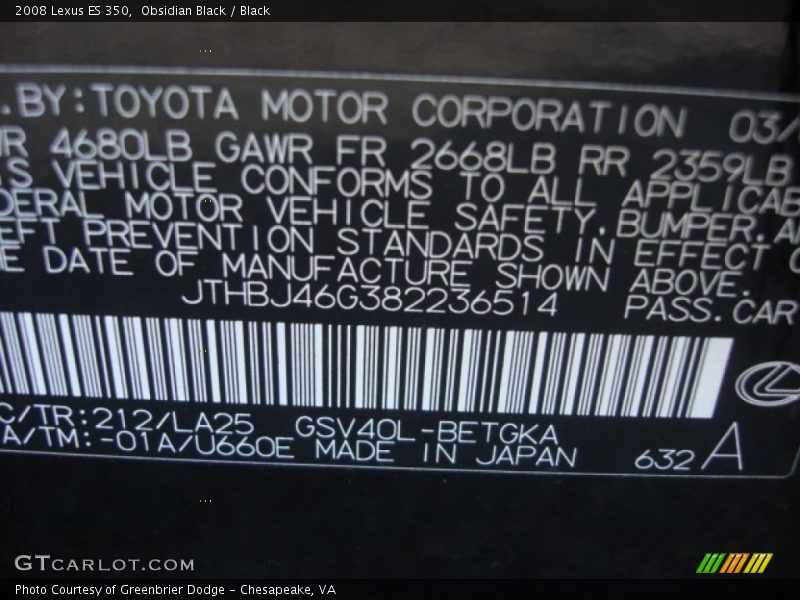 2008 Lexus ES 350,  Obsidian Black / Black
.BY:TOYOTA MOTOR CORPORATION 03/
WR 4680LB GAWR FR 2668LB RR 2359LB
IS VEHICLE CONFORMS TO ALL APPLICAB
DERAL MOTOR VEHICLE SAFETY,BUMPER,AN
EFT PREVENTION STANDARDS IN EFFECT O
E DATE OF MANUFACTURE SHOWN ABOVE.
JTHBJ46G382236514 PASS.CAR
C/TR:212/LA25 GSV40L-BETGKA
A/TM:-01A/U660E MADE IN JAPAN 632 A
GTCARLOT.COM
Photo Courtesy of Greenbrier Dodge - Chesapeake, VA